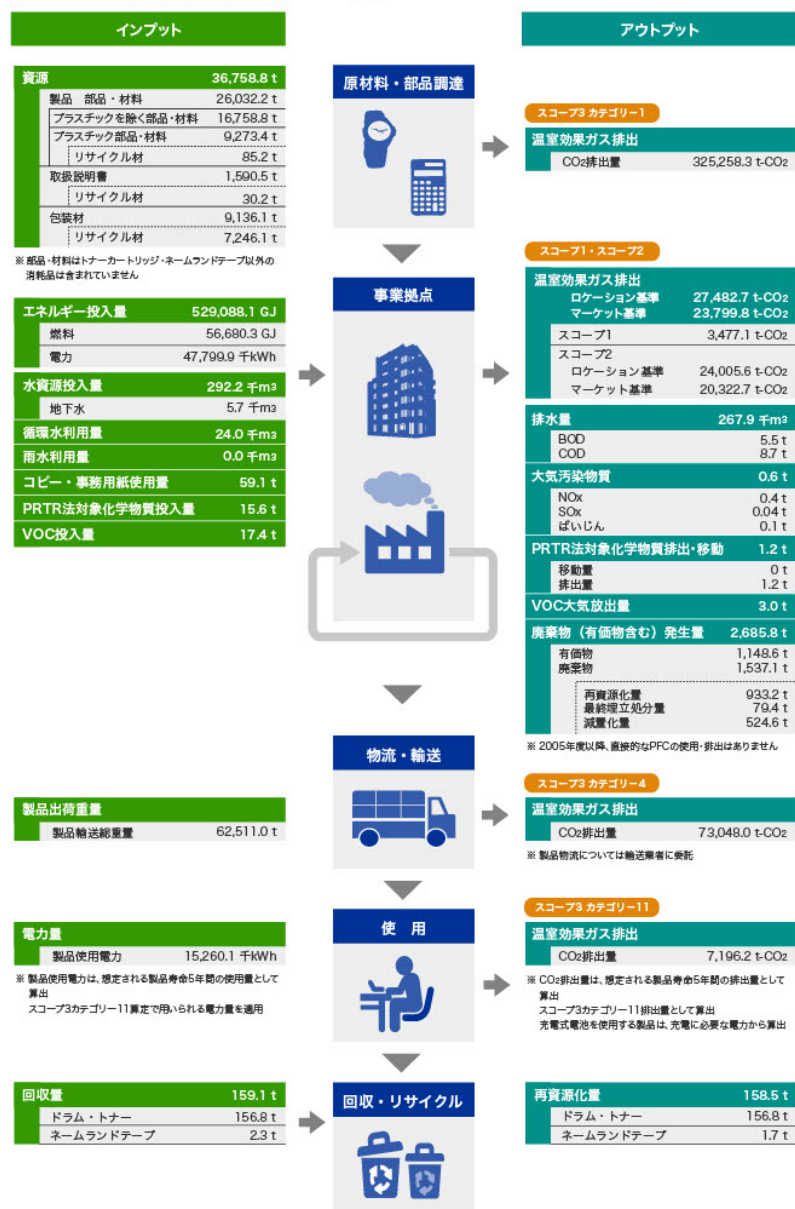 インプット
アウトプット
資源 36,758.8 t
製品 部品・材料 26,032.2 t
プラスチックを除く部品・材料 16,758.8 t
プラスチック部品・材料 9,273.4 t
リサイクル材 85.2 t
取扱説明書 1,590.5 t
リサイクル材 30.2 t
包装材 9,136.1 t
リサイクル材 7,246.1 t
※ 部品・材料はトナーカートリッジ・ネームランドテープ以外の
消耗品は含まれていません
原材料・部品調達
スコープ3 カテゴリー1
温室効果ガス排出
CO2排出量 325,258.3 t-CO2
エネルギー投入量 529,088.1 GJ
燃料 56,680.3 GJ
電力 47,799.9 千kWh
水資源投入量 292.2 千m3
地下水 5.7 千m3
循環水利用量 24.0 千m3
雨水利用量 0.0 千m3
コピー・事務用紙使用量 59.1 t
PRTR法対象化学物質投入量 15.6 t
VOC投入量 17.4 t
事業拠点
スコープ1・スコープ2
温室効果ガス排出
ロケーション基準 27,482.7 t-CO2
マーケット基準 23,799.8 t-CO2
スコープ1 3,477.1 t-CO2
スコープ2
ロケーション基準 24,005.6 t-CO2
マーケット基準 20,322.7 t-CO2
排水量 267.9 千m3
BOD 5.5 t
COD 8.7 t
大気汚染物質 0.6 t
NOx 0.4 t
SOx 0.04 t
ばいじん 0.1 t
PRTR法対象化学物質排出・移動 1.2 t
移動量 0 t
排出量 1.2 t
VOC大気放出量 3.0 t
廃棄物（有価物含む）発生量 2,685.8 t
有価物 1,148.6 t
廃棄物 1,537.1 t
再資源化量 933.2 t
最終埋立処分量 79.4 t
減量化量 524.6 t
※ 2005年度以降、直接的なPFCの使用・排出はありません
製品出荷重量
製品輸送総重量 62,511.0 t
物流・輸送
スコープ3 カテゴリー4
温室効果ガス排出
CO2排出量 73,048.0 t-CO2
※ 製品物流については輸送業者に委託
電力量
製品使用電力 15,260.1 千kWh
※ 製品使用電力は、想定される製品寿命5年間の使用量として
算出
スコープ3カテゴリー11算定で用いられる電力量を適用
使 用
スコープ3 カテゴリー11
温室効果ガス排出
CO2排出量 7,196.2 t-CO2
※ CO2排出量は、想定される製品寿命5年間の排出量として
算出
スコープ3カテゴリー11排出量として算出
充電式電池を使用する製品は、充電に必要な電力から算出
回収量 159.1 t
ドラム・トナー 156.8 t
ネームランドテープ 2.3 t
回収・リサイクル
再資源化量 158.5 t
ドラム・トナー 156.8 t
ネームランドテープ 1.7 t